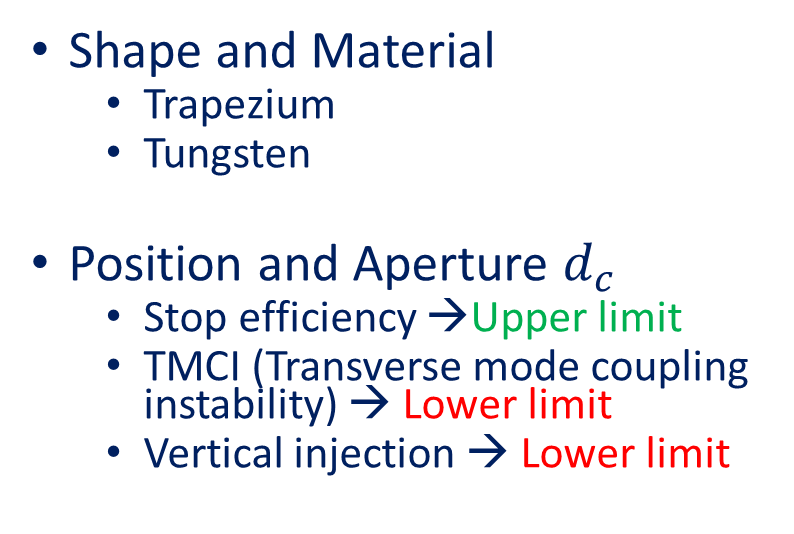 • Shape and Material
• Trapezium
• Tungsten
• Position and Aperture d_c
• Stop efficiency →Upper limit
• TMCI (Transverse mode coupling
instability) → Lower limit
• Vertical injection → Lower limit